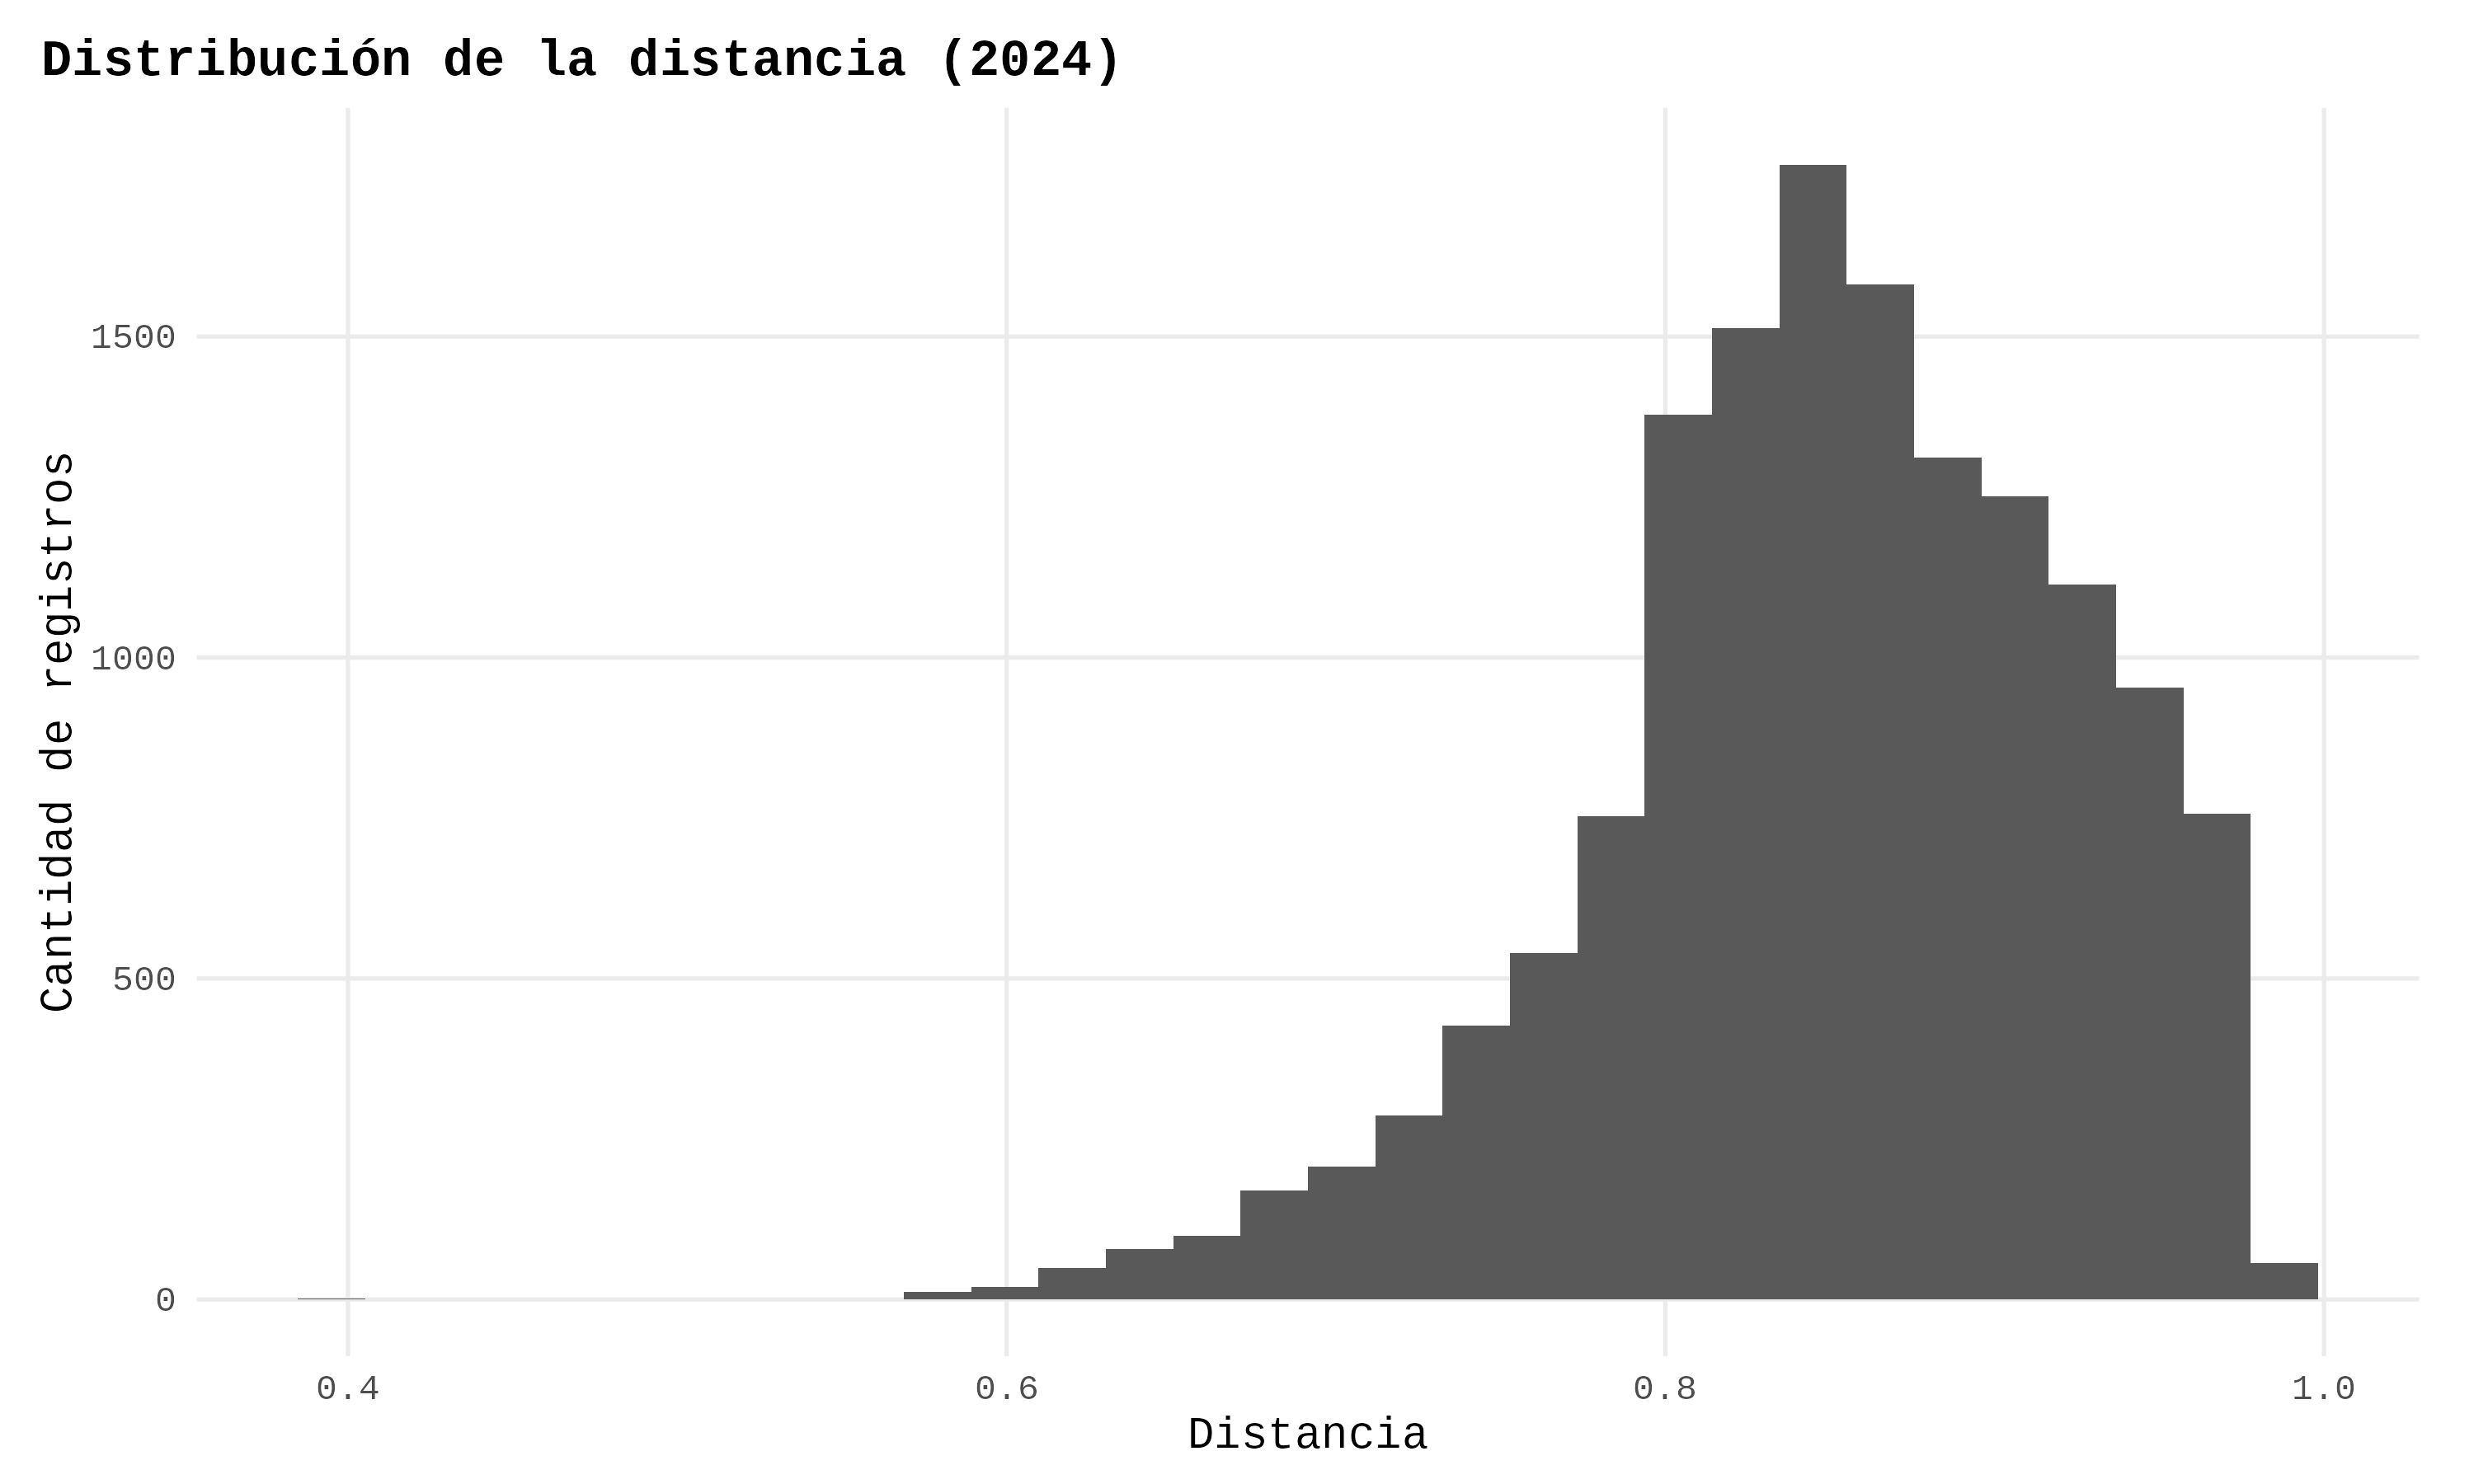 Distribución de la distancia (2024)
Cantidad de registros
1500
1000
500
0
0.4 0.6 0.8 1.0
Distancia